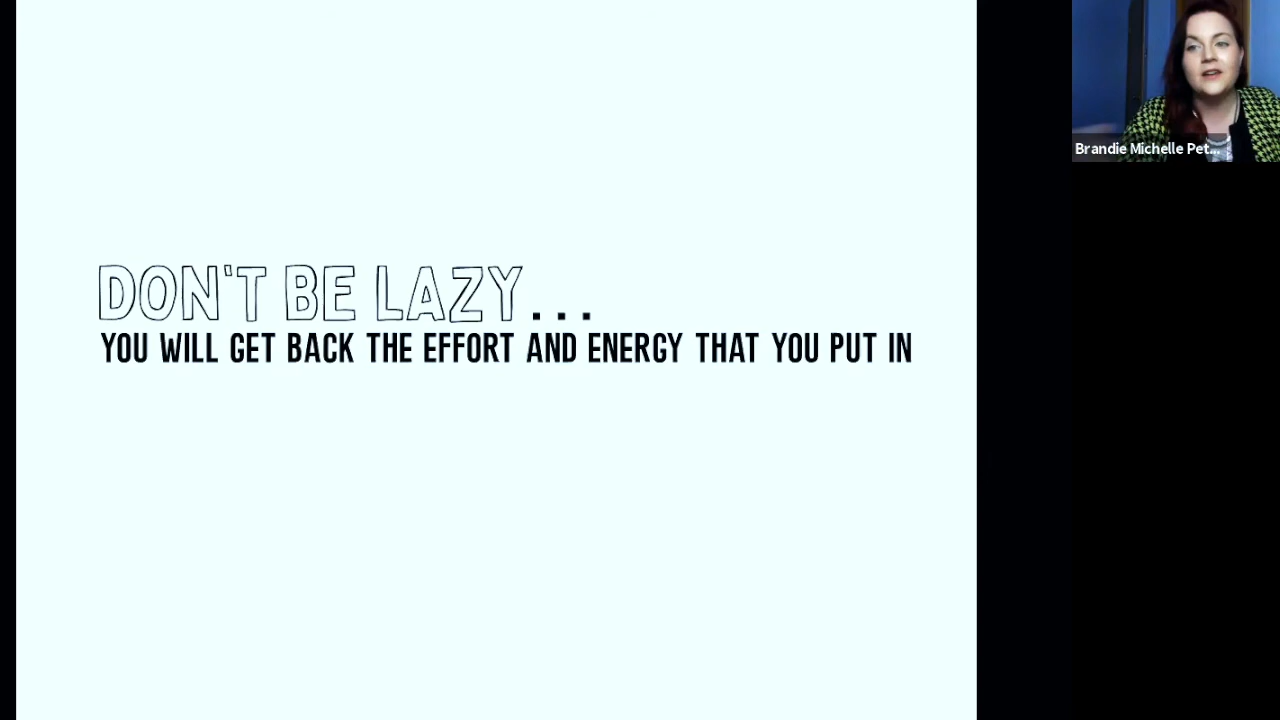 DON'T BE LAZY...
YOU WILL GET BACK THE EFFORT AND ENERGY THAT YOU PUT IN
Brandie Michelle Pet...